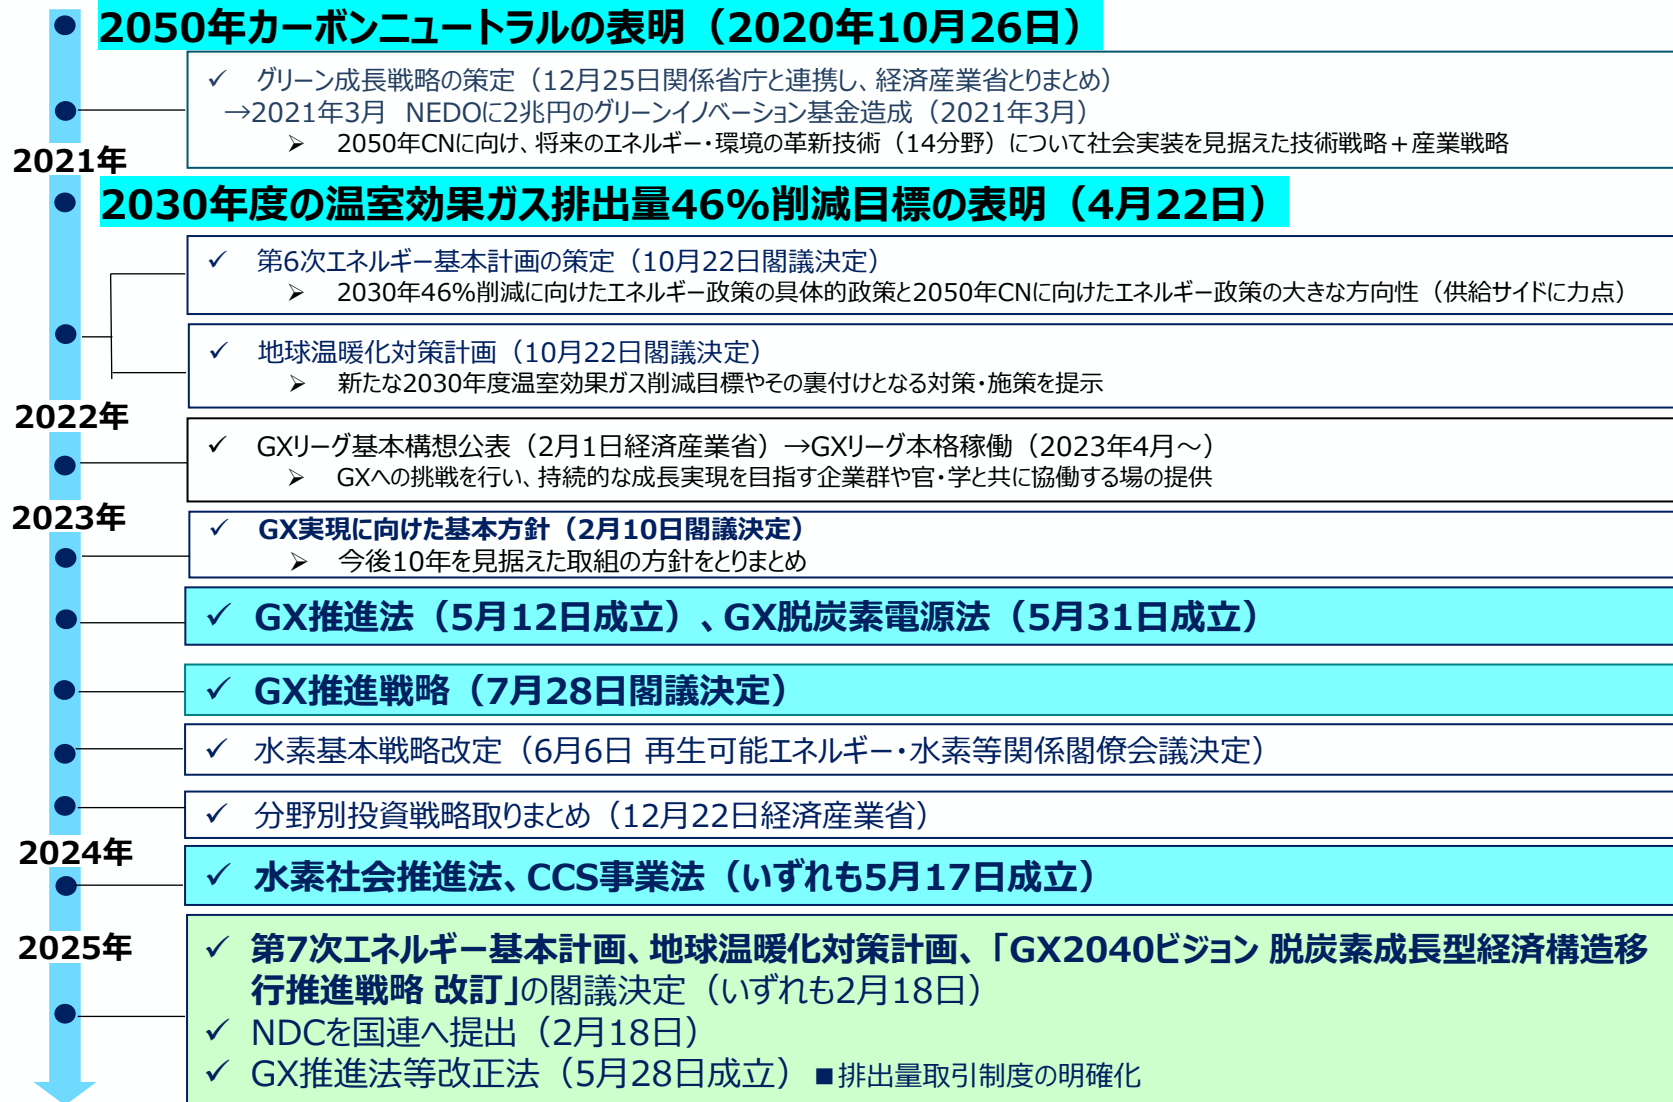 2050年カーボンニュートラルの表明（2020年10月26日）
✓ グリーン成長戦略の策定（12月25日関係省庁と連携し、経済産業省とりまとめ）
→2021年3月 NEDOに2兆円のグリーンイノベーション基金造成（2021年3月）
➢ 2050年CNに向け、将来のエネルギー・環境の革新技術（14分野）について社会実装を見据えた技術戦略＋産業戦略
2021年
2030年度の温室効果ガス排出量46%削減目標の表明（4月22日）
✓ 第6次エネルギー基本計画の策定（10月22日閣議決定）
➢ 2030年46%削減に向けたエネルギー政策の具体的政策と2050年CNに向けたエネルギー政策の大きな方向性（供給サイドに力点）
✓ 地球温暖化対策計画（10月22日閣議決定）
➢ 新たな2030年度温室効果ガス削減目標やその裏付けとなる対策・施策を提示
2022年
✓ GXリーグ基本構想公表（2月1日経済産業省）→GXリーグ本格稼働（2023年4月～）
➢ GXへの挑戦を行い、持続的な成長実現を目指す企業群や官・学と共に協働する場の提供
2023年
✓ GX実現に向けた基本方針（2月10日閣議決定）
➢ 今後10年を見据えた取組の方針をとりまとめ
✓ GX推進法（5月12日成立）、GX脱炭素電源法（5月31日成立）
✓ GX推進戦略（7月28日閣議決定）
✓ 水素基本戦略改定（6月6日 再生可能エネルギー・水素等関係閣僚会議決定）
✓ 分野別投資戦略取りまとめ（12月22日経済産業省）
2024年
✓ 水素社会推進法、CCS事業法（いずれも5月17日成立）
2025年
✓ 第7次エネルギー基本計画、地球温暖化対策計画、「GX2040ビジョン 脱炭素成長型経済構造移
行推進戦略 改訂」の閣議決定（いずれも2月18日）
✓ NDCを国連へ提出（2月18日）
✓ GX推進法等改正法（5月28日成立）■排出量取引制度の明確化